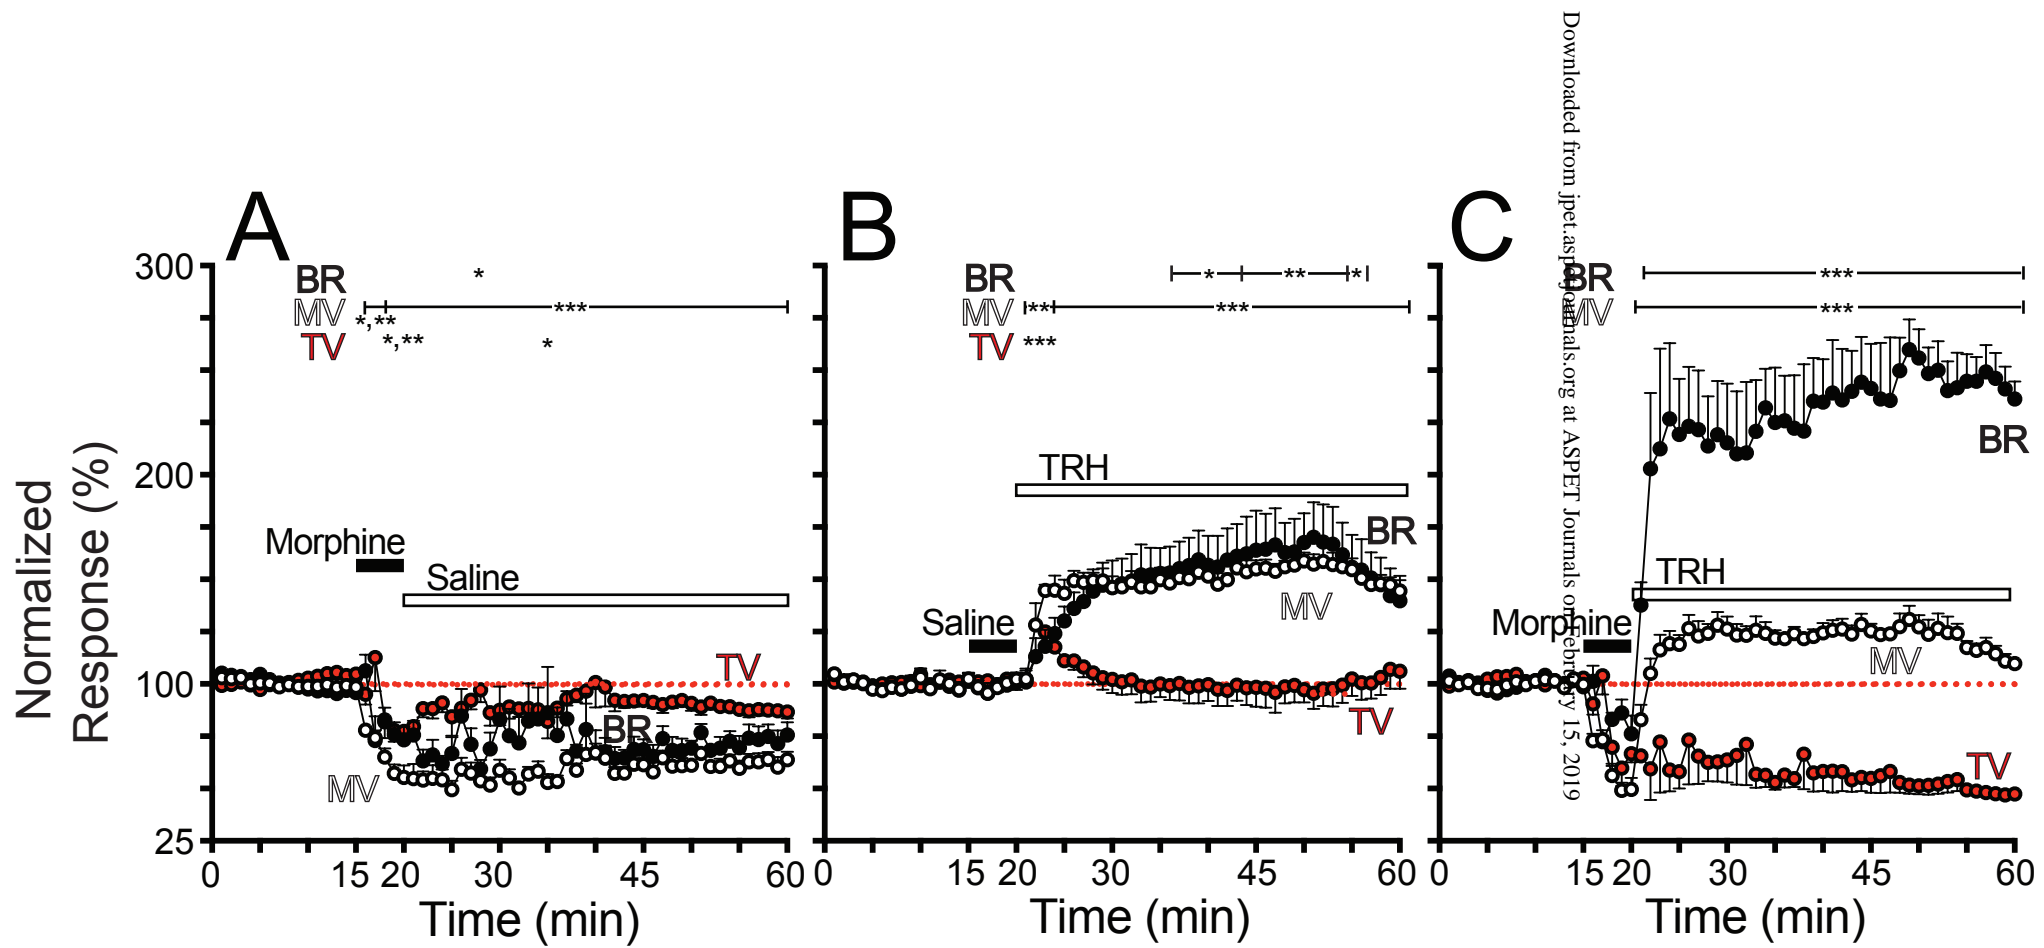 Downloaded from jpet.aspetjournals.org at ASPET Journals on February 15, 2019
A
B
C
Normalized
Response (%)
300
200
100
25
BR
*
MV
***
*,**
TV
*,**
*
Morphine
Saline
TV
BR
MV
0
15
20
30
45
60
Time (min)
BR
*
**
*
MV
**
***
TV
***
TRH
Saline
BR
MV
TV
0
15
20
30
45
60
Time (min)
BR
***
MV
***
BR
TRH
Morphine
MV
TV
0
15
20
30
45
60
Time (min)